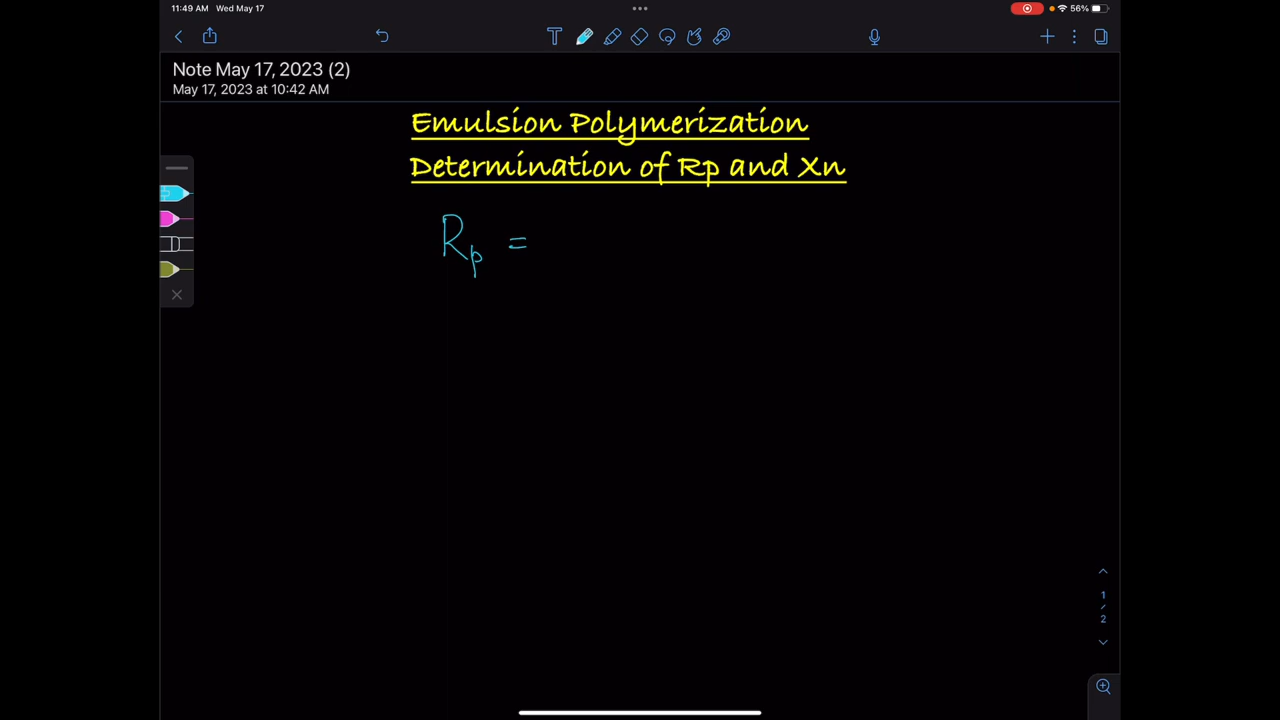 11:49 AM Wed May 17
56%
Note May 17, 2023 (2)
May 17, 2023 at 10:42 AM
Emulsion Polymerization
Determination of Rp and Xn
Rp =
1
/
2